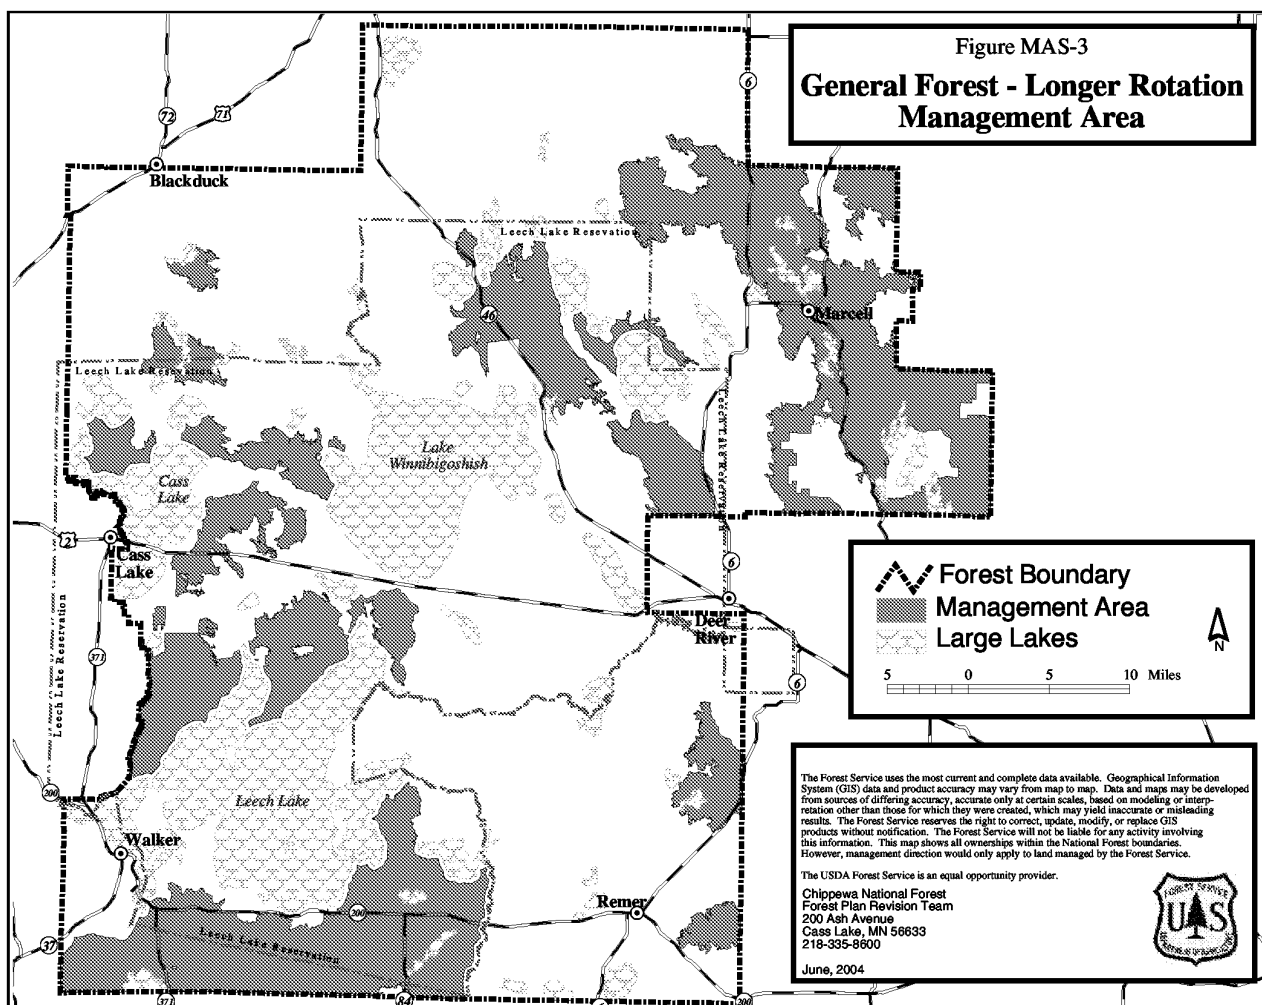 Figure MAS-3
General Forest - Longer Rotation
Management Area
6
72
71
Blackduck
Leech Lake Resevation
46
Marcell
Leech Lake Resevation
Leech Lake Reservation
Lake
Winnibigoshish
Cass
Lake
2
Cass
Lake
6
Deer
River
Leech Lake Reservation
371
6
200
Leech Lake
Walker
Remer
200
37
Leech Lake Reservation
371
84
200
Forest Boundary
Management Area
Large Lakes
N
5 0 5 10 Miles
The Forest Service uses the most current and complete data available. Geographical Information
System (GIS) data and product accuracy may vary from map to map. Data and maps may be developed
from sources of differing accuracy, accurate only at certain scales, based on modeling or interp-
retation other than those for which they were created, which may yield inaccurate or misleading
results. The Forest Service reserves the right to correct, update, modify, or replace GIS
products without notification. The Forest Service will not be liable for any activity involving
this information. This map shows all ownerships within the National Forest boundaries.
However, management direction would only apply to land managed by the Forest Service.
The USDA Forest Service is an equal opportunity provider.
Chippewa National Forest
Forest Plan Revision Team
200 Ash Avenue
Cass Lake, MN 56633
218-335-8600
June, 2004
FOREST SERVICE
U S
DEPARTMENT OF AGRICULTURE